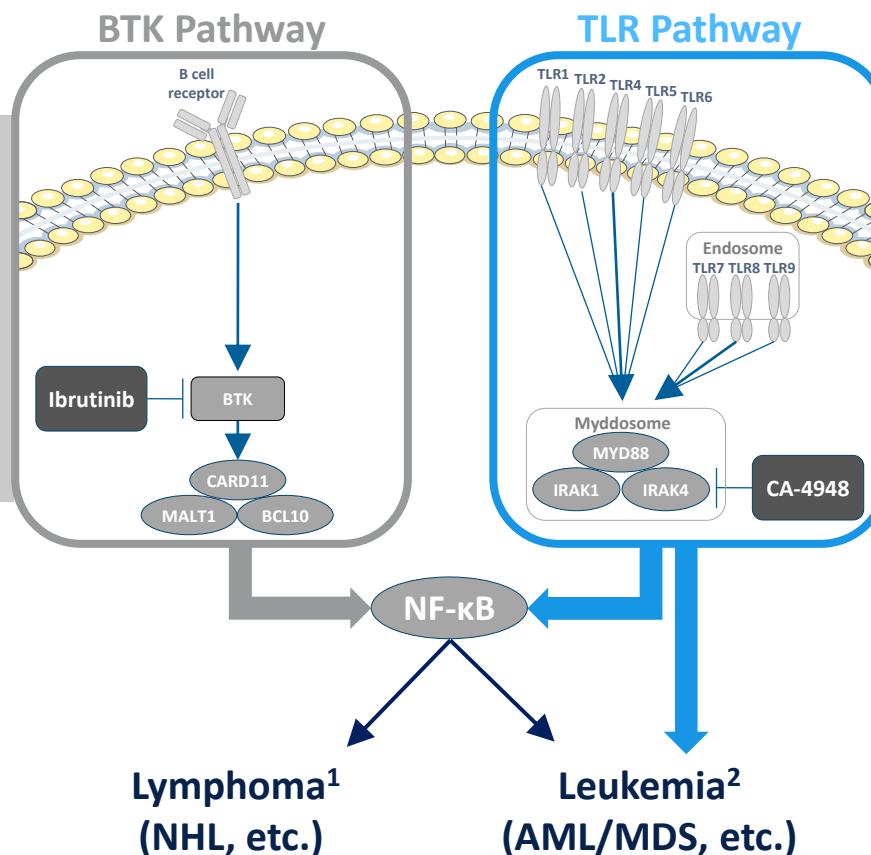 BTK Pathway
TLR Pathway
B cell
receptor
TLR1
TLR2
TLR4
TLR5
TLR6
Endosome
TLR7 TLR8 TLR9
Ibrutinib
BTK
CARD11
MALT1
BCL10
Myddosome
MYD88
IRAK1
IRAK4
CA-4948
NF-κB
Lymphoma¹
(NHL, etc.)
Leukemia²
(AML/MDS, etc.)